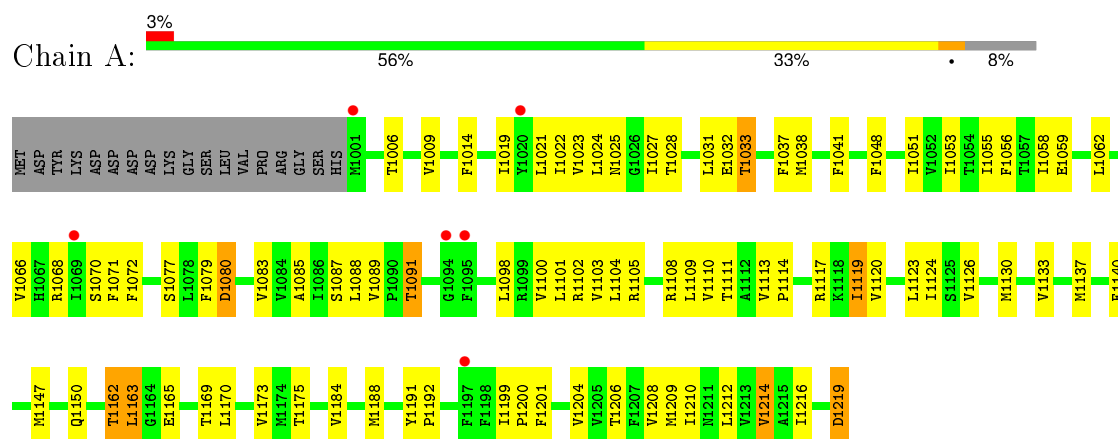 3%
Chain A:
56% 33% • 8%
MET ASP TYR LYS ASP ASP ASP ASP LYS GLY SER LEU VAL PRO ARG GLY SER HIS M1001 T1006 V1009 F1014 I1019 Y1020 L1021 I1022 V1023 L1024 N1025 G1026 I1027 T1028 L1031 E1032 T1033 F1037 M1038 F1041 F1048 I1051 V1052 I1053 T1054 I1055 F1056 T1057 I1058 E1059 L1062
V1066 H1067 R1068 I1069 S1070 F1071 F1072 S1077 L1078 F1079 D1080 V1083 V1084 A1085 I1086 S1087 L1088 V1089 P1090 T1091 G1094 F1095 L1098 R1099 V1100 L1101 R1102 V1103 L1104 R1105 R1108 L1109 V1110 T1111 A1112 V1113 P1114 R1117 K1118 I1119 V1120 L1123 I1124 S1125 V1126 M1130 V1133 M1137 F1140
M1147 Q1150 T1162 L1163 G1164 E1165 T1169 L1170 V1173 M1174 T1175 V1184 M1188 Y1191 P1192 F1197 F1198 I1199 P1200 F1201 V1204 V1205 T1206 F1207 V1208 M1209 I1210 N1211 L1212 V1213 V1214 A1215 I1216 D1219